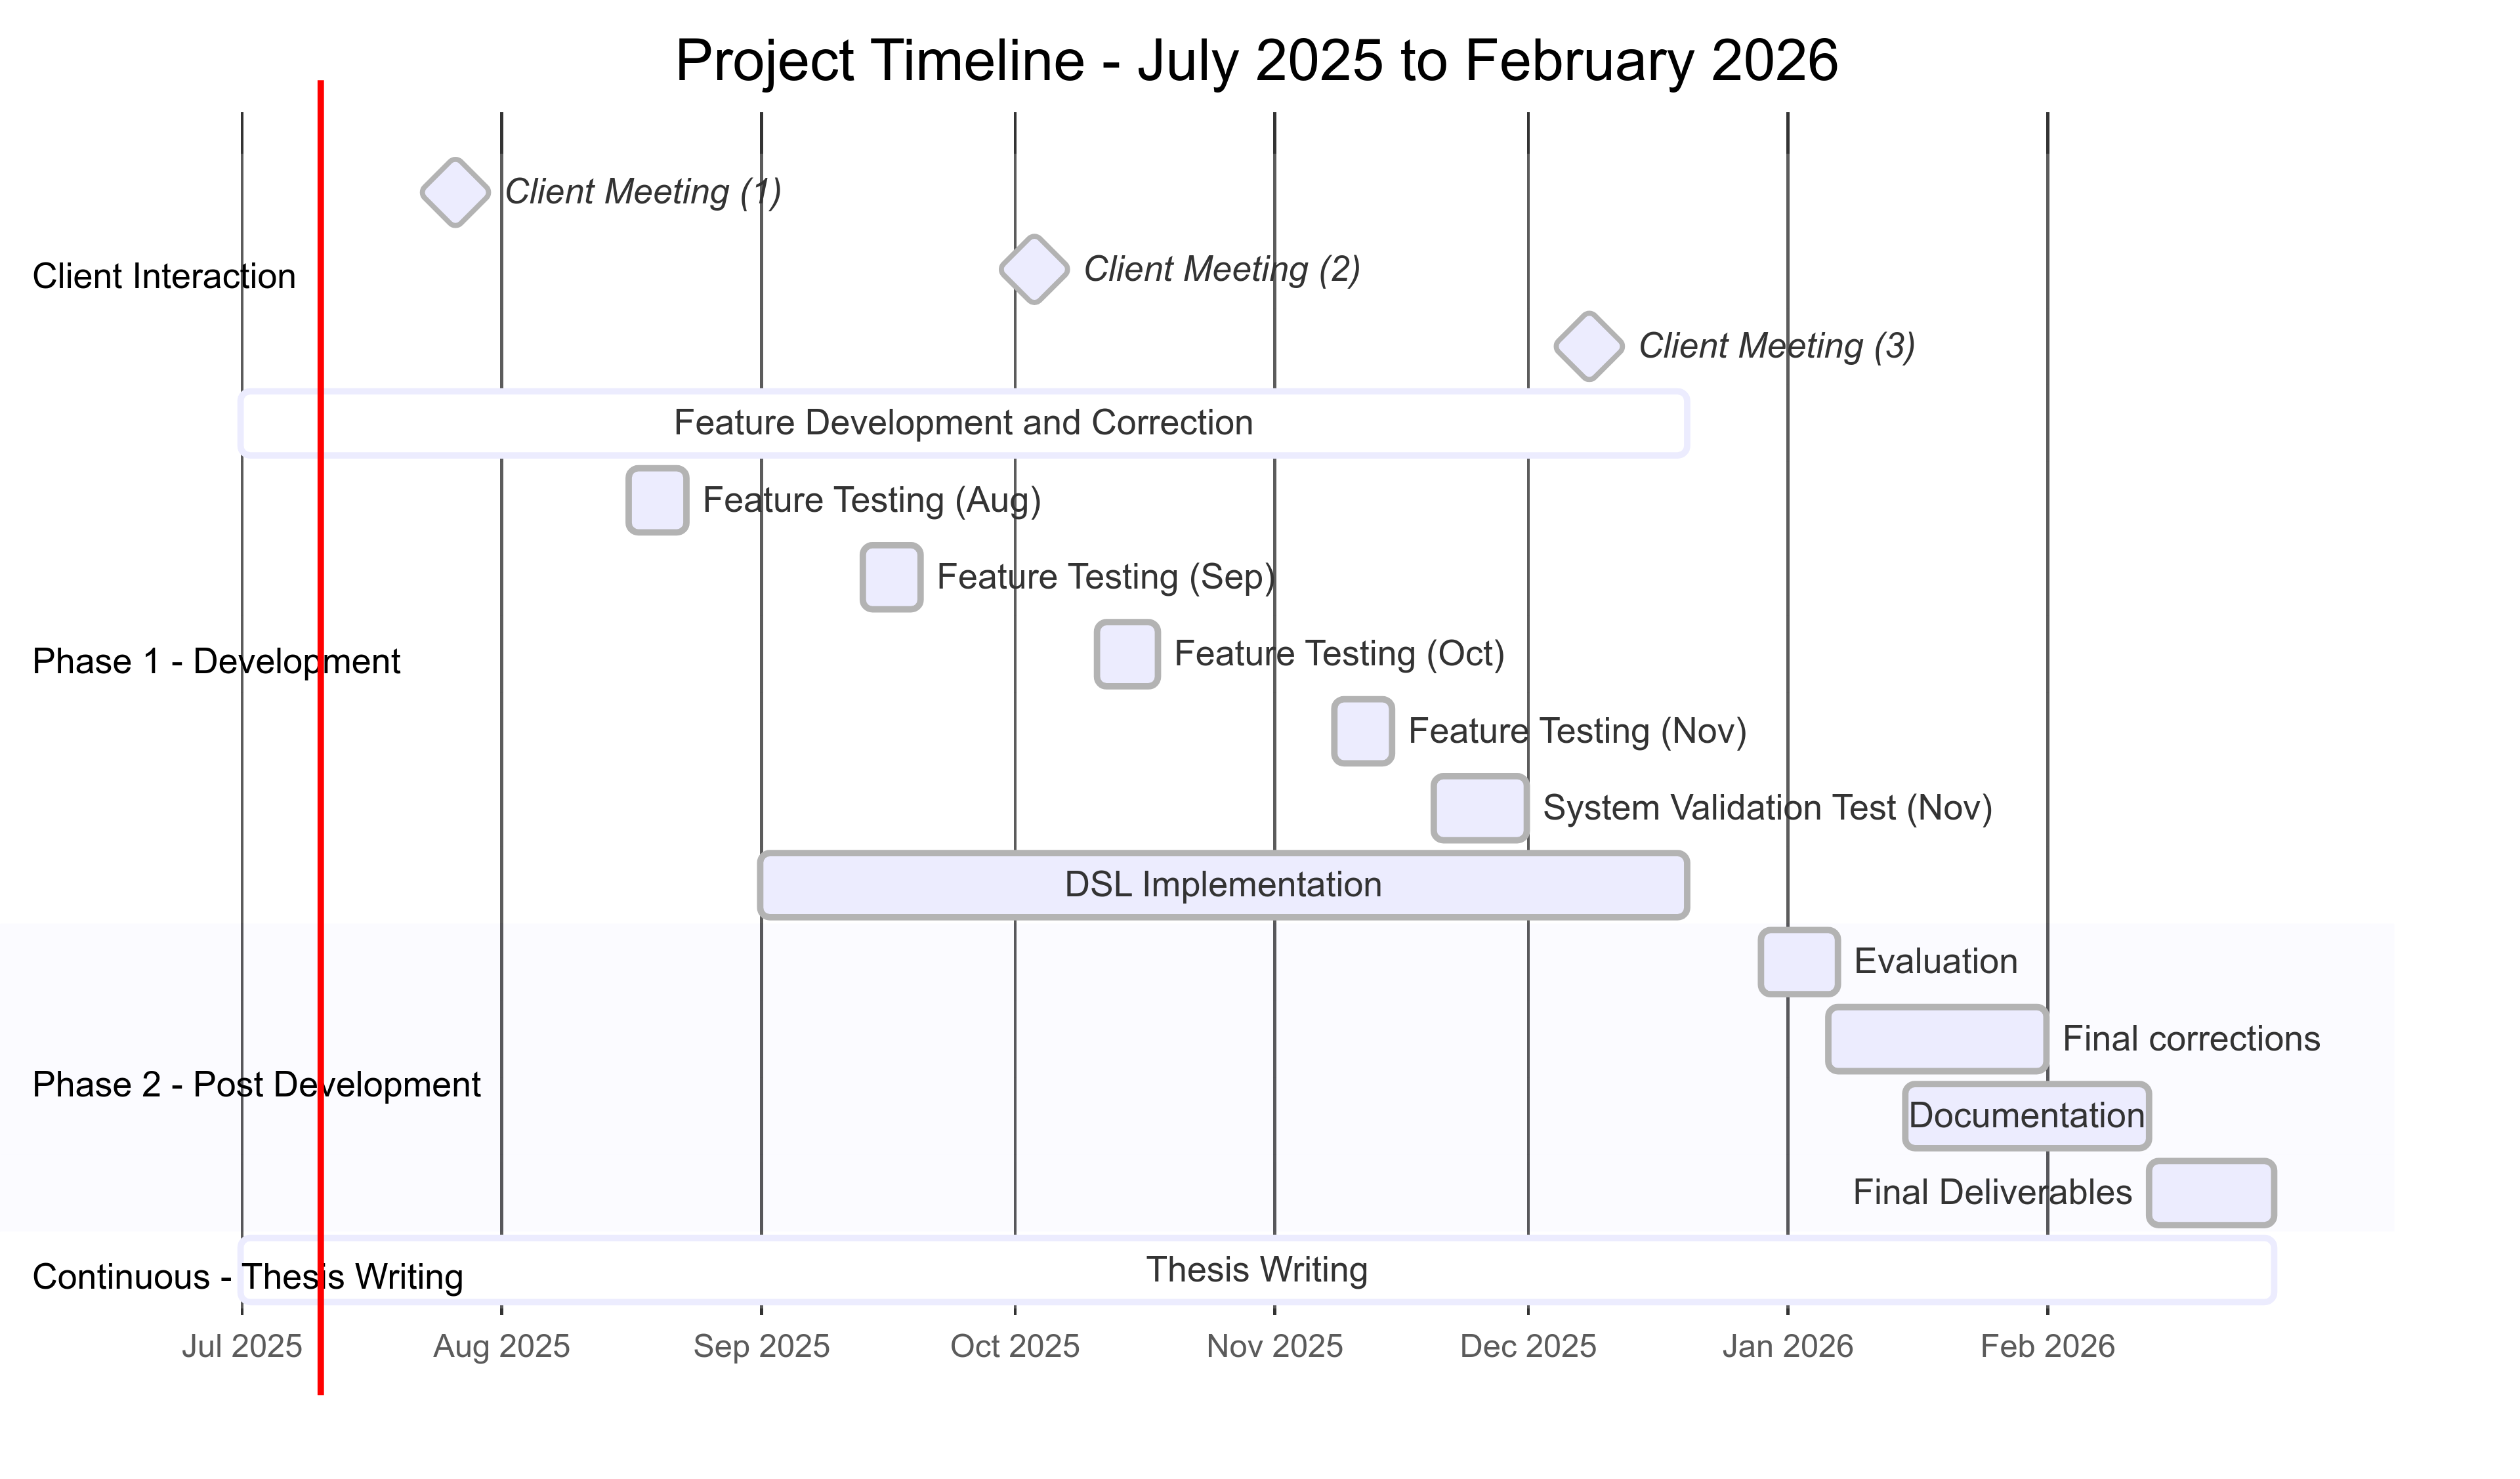 Project Timeline - July 2025 to February 2026
Client Meeting (1)
Client Meeting (2)
Client Interaction
Client Meeting (3)
Feature Development and Correction
Feature Testing (Aug)
Feature Testing (Sep)
Feature Testing (Oct)
Phase 1 - Development
Feature Testing (Nov)
System Validation Test (Nov)
DSL Implementation
Evaluation
Final corrections
Phase 2 - Post Development
Documentation
Final Deliverables
Continuous - Thesis Writing
Thesis Writing
Jul 2025
Aug 2025
Sep 2025
Oct 2025
Nov 2025
Dec 2025
Jan 2026
Feb 2026